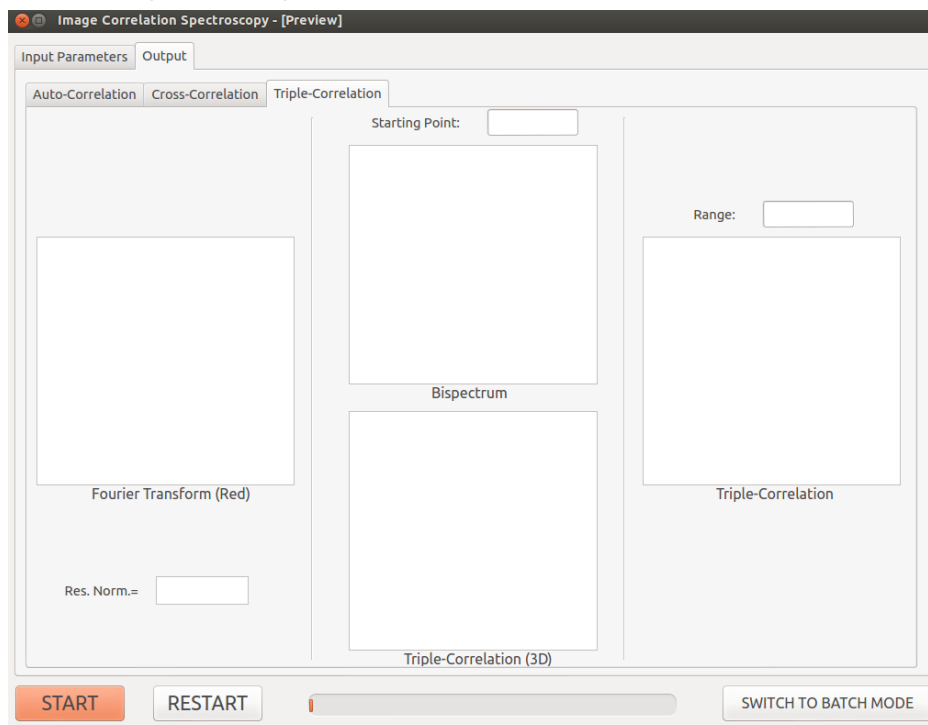 Image Correlation Spectroscopy - [Preview]
Input Parameters Output
Auto-Correlation Cross-Correlation Triple-Correlation
Starting Point:
Range:
Bispectrum
Fourier Transform (Red)
Triple-Correlation
Res. Norm.=
Triple-Correlation (3D)
START RESTART SWITCH TO BATCH MODE